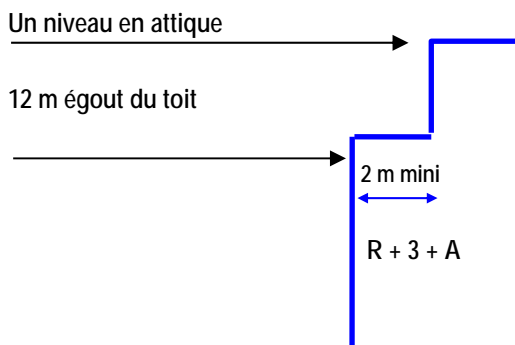 Un niveau en attique
12 m égout du toit
2 m mini
R + 3 + A